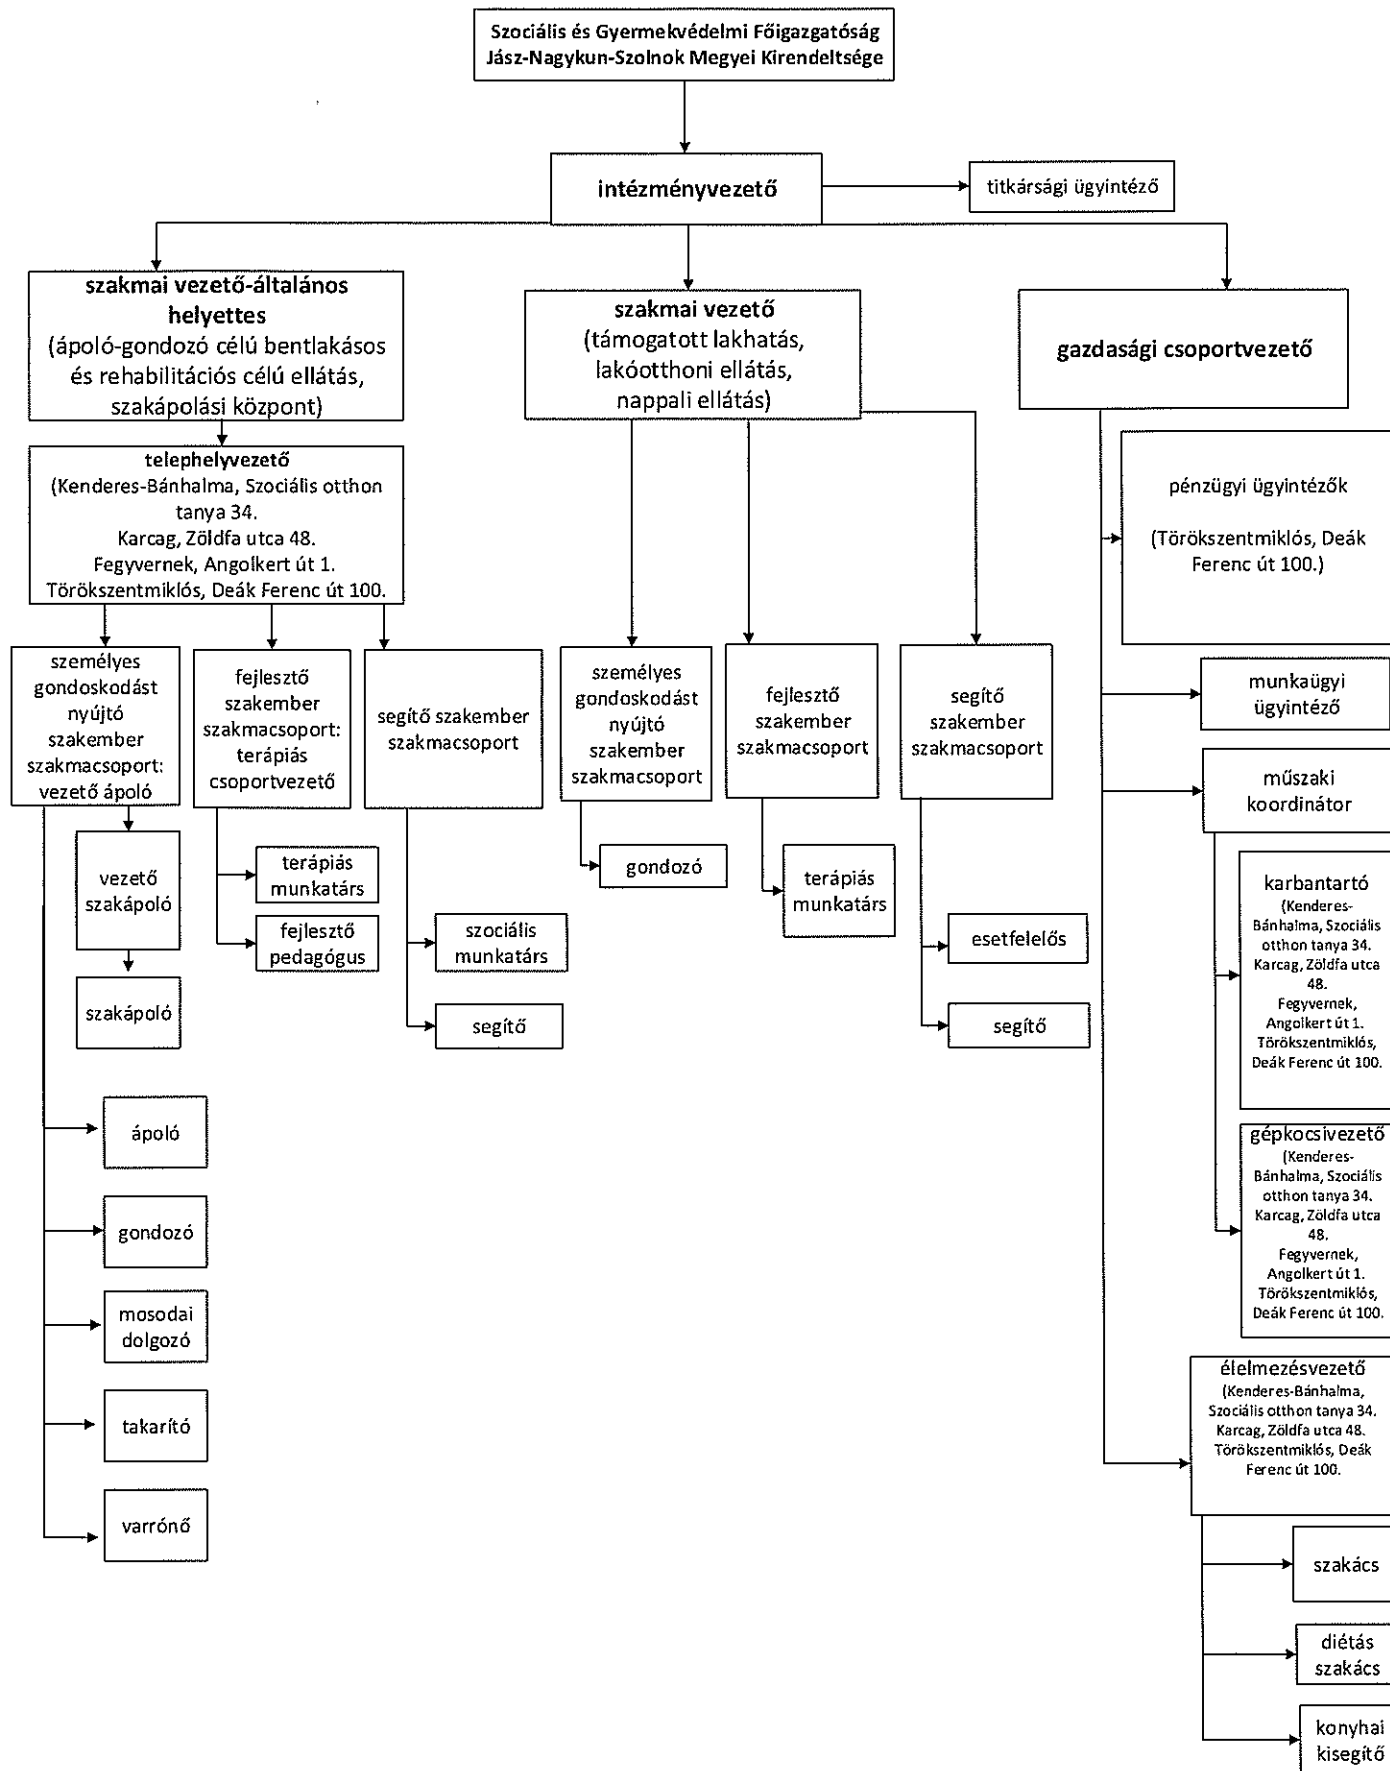 Szociális és Gyermekvédelmi Főigazgatóság
Jász-Nagykun-Szolnok Megyei Kirendeltsége
intézményvezető
titkársági ügyintéző
szakmai vezető-általános
helyettes
(ápoló-gondozó célú bentlakásos
és rehabilitációs célú ellátás,
szakápolási központ)
szakmai vezető
(támogatott lakhatás,
lakóotthoni ellátás,
nappali ellátás)
gazdasági csoportvezető
telephelyvezető
(Kenderes-Bánhalma, Szociális otthon
tanya 34.
Karcag, Zöldfa utca 48.
Fegyvernek, Angolkert út 1.
Törökszentmiklós, Deák Ferenc út 100.
pénzügyi ügyintézők
(Törökszentmiklós, Deák
Ferenc út 100.)
személyes
gondoskodást
nyújtó
szakember
szakmacsoport:
vezető ápoló
fejlesztő
szakember
szakmacsoport:
terápiás
csoportvezető
segítő szakember
szakmacsoport
személyes
gondoskodást
nyújtó
szakember
szakmacsoport
fejlesztő
szakember
szakmacsoport
segítő
szakember
szakmacsoport
munkaügyi
ügyintéző
műszaki
koordinátor
vezető
szakápoló
szakápoló
terápiás
munkatárs
fejlesztő
pedagógus
szociális
munkatárs
segítő
gondozó
terápiás
munkatárs
esetfelelős
segítő
karbantartó
(Kenderes-
Bánhalma, Szociális
otthon tanya 34.
Karcag, Zöldfa utca
48.
Fegyvernek,
Angolkert út 1.
Törökszentmiklós,
Deák Ferenc út 100.
gépkocsivezető
(Kenderes-
Bánhalma, Szociális
otthon tanya 34.
Karcag, Zöldfa utca
48.
Fegyvernek,
Angolkert út 1.
Törökszentmiklós,
Deák Ferenc út 100.
ápoló
gondozó
mosodai
dolgozó
takarító
varrónő
élelmezésvezető
(Kenderes-Bánhalma,
Szociális otthon tanya 34.
Karcag, Zöldfa utca 48.
Törökszentmiklós, Deák
Ferenc út 100.
szakács
diétás
szakács
konyhai
kisegítő